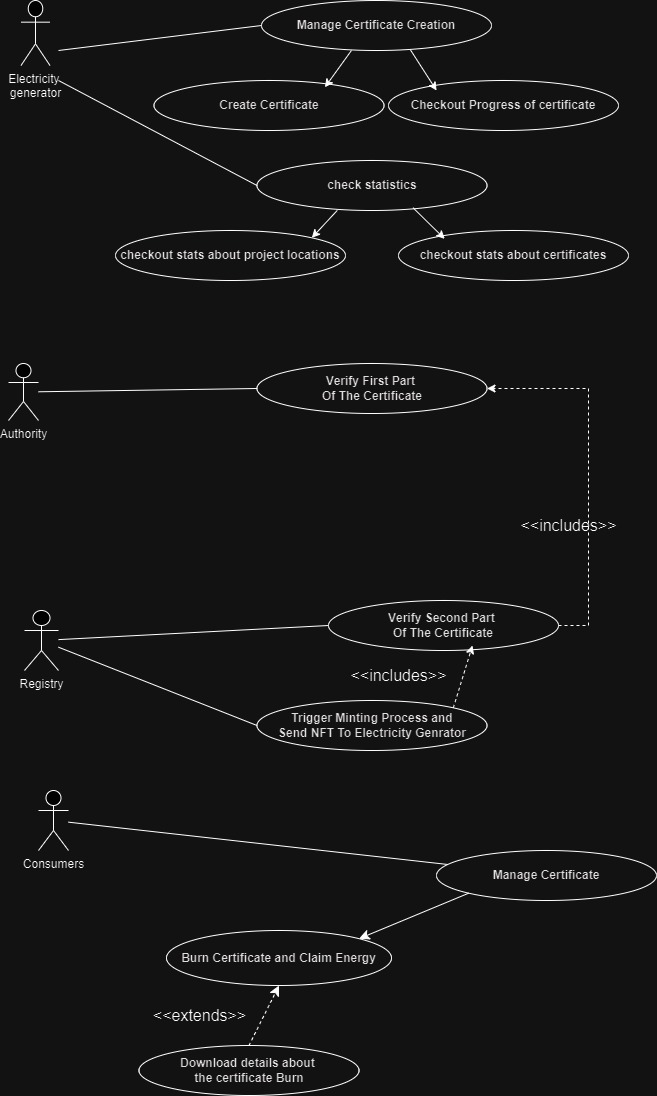 Manage Certificate Creation
Electricity
generator
Create Certificate
Checkout Progress of certificate
check statistics
checkout stats about project locations
checkout stats about certificates
Authority
Verify First Part
Of The Certificate
<<includes>>
Registry
Verify Second Part
Of The Certificate
<<includes>>
Trigger Minting Process and
Send NFT To Electricity Genrator
Consumers
Manage Certificate
Burn Certificate and Claim Energy
<<extends>>
Download details about
the certificate Burn